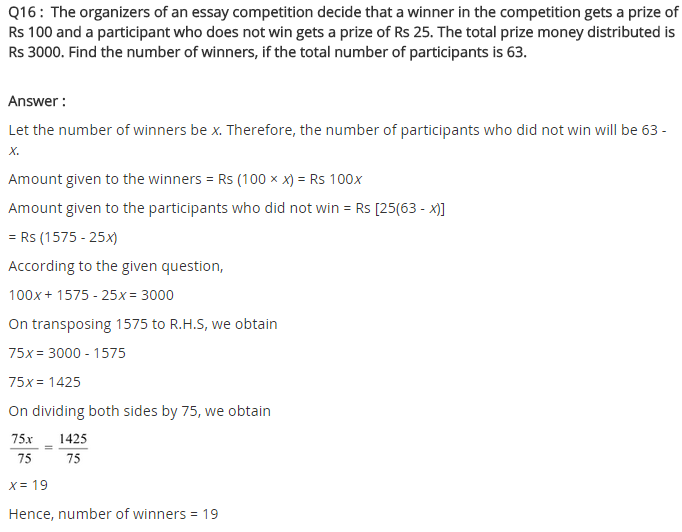 Q16 : The organizers of an essay competition decide that a winner in the competition gets a prize of
Rs 100 and a participant who does not win gets a prize of Rs 25. The total prize money distributed is
Rs 3000. Find the number of winners, if the total number of participants is 63.
Answer :
Let the number of winners be x. Therefore, the number of participants who did not win will be 63 -
x.
Amount given to the winners = Rs (100 × x) = Rs 100x
Amount given to the participants who did not win = Rs [25(63 - x)]
= Rs (1575 - 25x)
According to the given question,
100x + 1575 - 25x = 3000
On transposing 1575 to R.H.S, we obtain
75x = 3000 - 1575
75x = 1425
On dividing both sides by 75, we obtain
75x/75 = 1425/75
x = 19
Hence, number of winners = 19